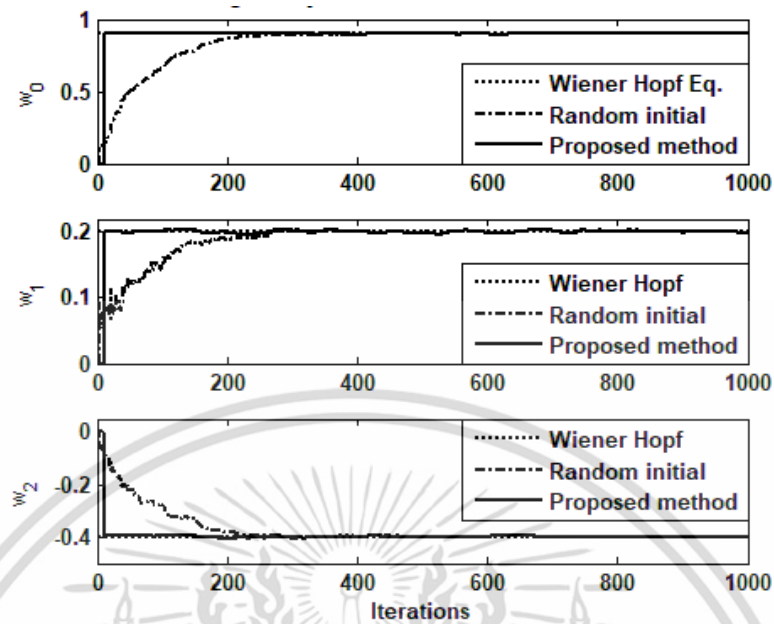 1
0.5
0
w0
Wiener Hopf Eq.
Random initial
Proposed method
0 200 400 600 800 1000
0.2
0.1
0
w1
Wiener Hopf
Random initial
Proposed method
0 200 400 600 800 1000
0
-0.2
-0.4
w2
Wiener Hopf
Random initial
Proposed method
0 200 400 600 800 1000
Iterations